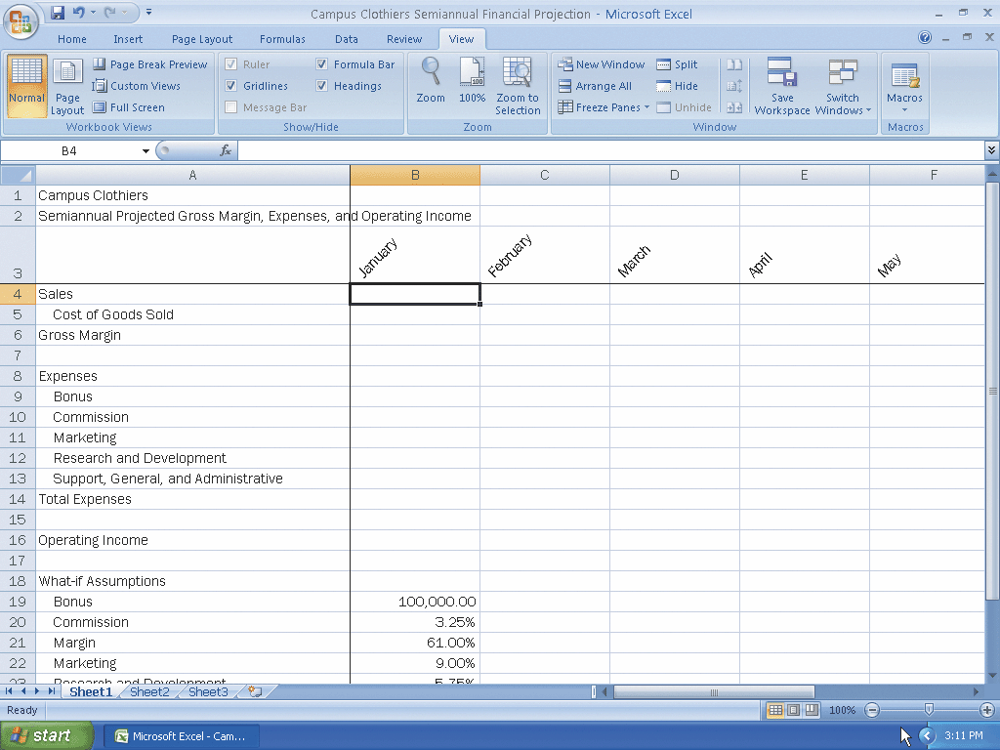 Campus Clothiers Semiannual Financial Projection - Microsoft Excel
Home Insert Page Layout Formulas Data Review View
Normal
Page Layout
Page Break Preview
Custom Views
Full Screen
Workbook Views
Ruler Formula Bar
Gridlines Headings
Message Bar
Show/Hide
Zoom
100%
Zoom to Selection
Zoom
New Window
Arrange All
Freeze Panes
Split
Hide
Unhide
Save Workspace
Switch Windows
Window
Macros
Macros
B4 fx
A B C D E F
1 Campus Clothiers
2 Semiannual Projected Gross Margin, Expenses, and Operating Income
3 January February March April May
4 Sales
5 Cost of Goods Sold
6 Gross Margin
7
8 Expenses
9 Bonus
10 Commission
11 Marketing
12 Research and Development
13 Support, General, and Administrative
14 Total Expenses
15
16 Operating Income
17
18 What-if Assumptions
19 Bonus 100,000.00
20 Commission 3.25%
21 Margin 61.00%
22 Marketing 9.00%
23 Research and Development 5.75%
Sheet1 Sheet2 Sheet3
Ready 100%
start Microsoft Excel - Cam... 3:11 PM